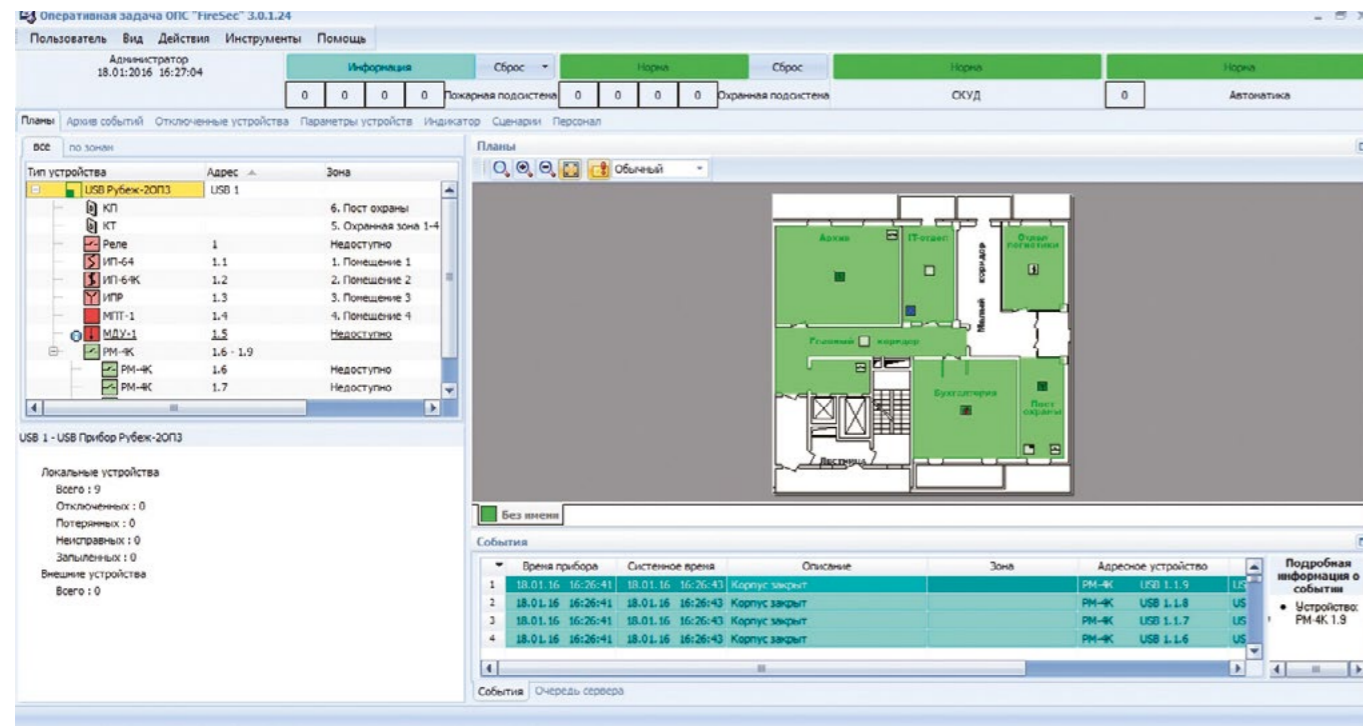 Оперативная задача ОПС "FireSec" 3.0.1.24
Пользователь Вид Действия Инструменты Помощь
Администратор
18.01.2016 16:27:04
Информация Сброс Норма Сброс Норма Норма
0 0 0 0 Пожарная подсистема 0 0 0 0 Охранная подсистема СКУД 0 Автоматика
Планы Архив событий Отключенные устройства Параметры устройств Индикатор Сценарии Персонал
все по зонам
Тип устройства Адрес Зона
USB Рубеж-2ОП3 USB 1
КП 6. Пост охраны
КТ 5. Охранная зона 1-4
Реле 1 Недоступно
ИП-64 1.1 1. Помещение 1
ИП-64К 1.2 2. Помещение 2
ИПР 1.3 3. Помещение 3
МПТ-1 1.4 4. Помещение 4
МДУ-1 1.5 Недоступно
РМ-4К 1.6 - 1.9
РМ-4К 1.6 Недоступно
РМ-4К 1.7 Недоступно
USB 1 - USB Прибор Рубеж-2ОП3
Локальные устройства
Всего : 9
Отключенных : 0
Потерянных : 0
Неисправных : 0
Запыленных : 0
Внешние устройства
Всего : 0
Планы
Обычный
Архив
IT-отдел
Отдел
логистики
Малый коридор
Главный коридор
Бухгалтерия
Пост
охраны
Лестница
Без имени
События
Время прибора Системное время Описание Зона Адресное устройство
1 18.01.16 16:26:41 18.01.16 16:26:43 Корпус закрыт РМ-4К USB 1.1.9 US
2 18.01.16 16:26:41 18.01.16 16:26:43 Корпус закрыт РМ-4К USB 1.1.8 US
3 18.01.16 16:26:41 18.01.16 16:26:43 Корпус закрыт РМ-4К USB 1.1.7 US
4 18.01.16 16:26:41 18.01.16 16:26:43 Корпус закрыт РМ-4К USB 1.1.6 US
Подробная
информация о
событии
• Устройство:
РМ-4К 1.9
События Очередь сервера